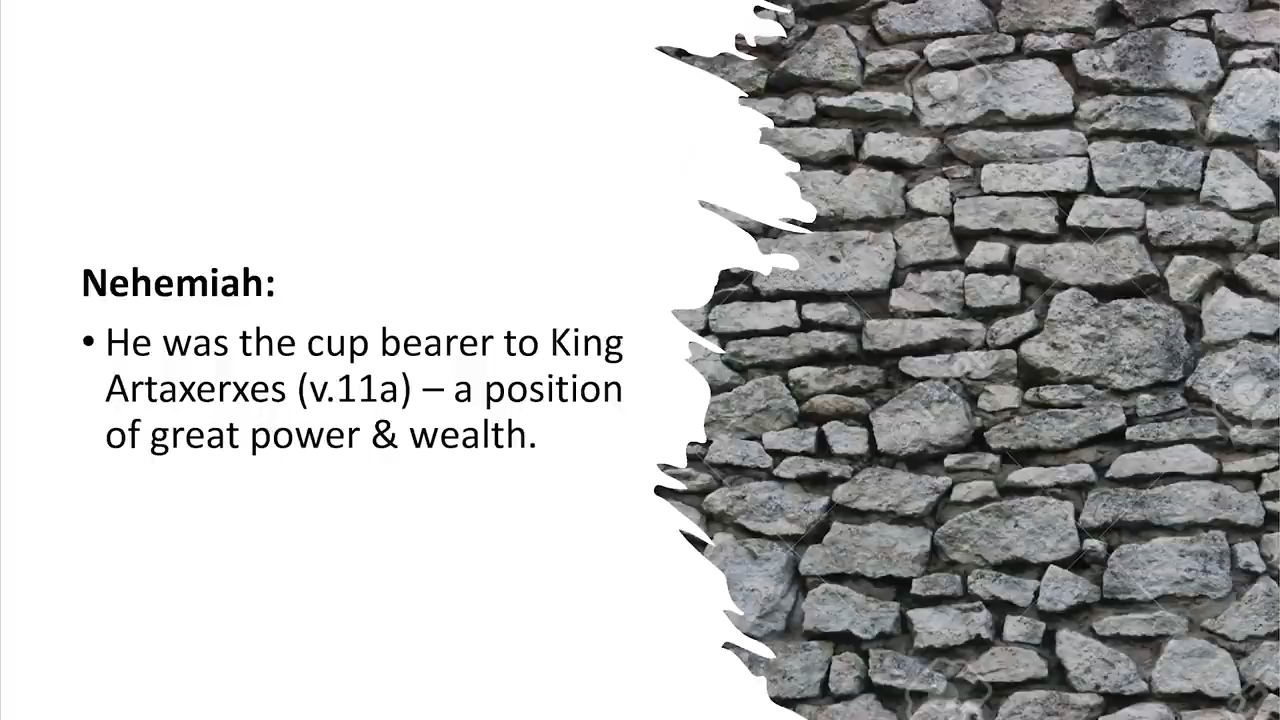 Nehemiah:
• He was the cup bearer to King
Artaxerxes (v.11a) – a position
of great power & wealth.